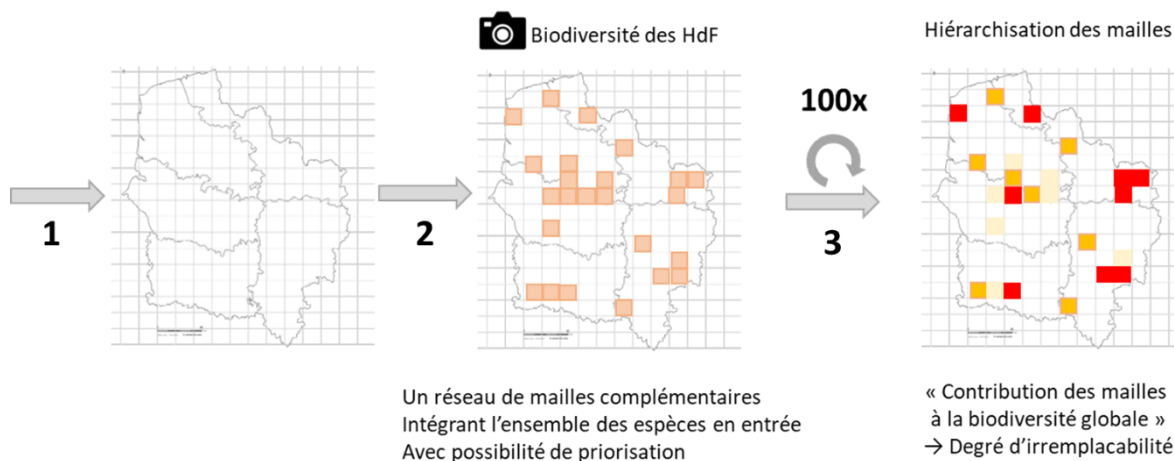 Biodiversité des HdF
Hiérarchisation des mailles
100x
1
2
3
Un réseau de mailles complémentaires
Intégrant l'ensemble des espèces en entrée
Avec possibilité de priorisation
« Contribution des mailles
à la biodiversité globale »
→ Degré d'irremplacabilité